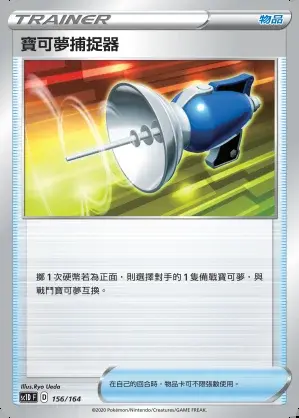 TRAINER 物品
寶可夢捕捉器
擲1次硬幣若為正面,則選擇對手的1隻備戰寶可夢,與
戰鬥寶可夢互換。
Illus.Ryo Ueda
sc1D F D 156/164
在自己的回合時,物品卡可不限張數使用。
©2020 Pokémon/Nintendo/Creatures/GAME FREAK.